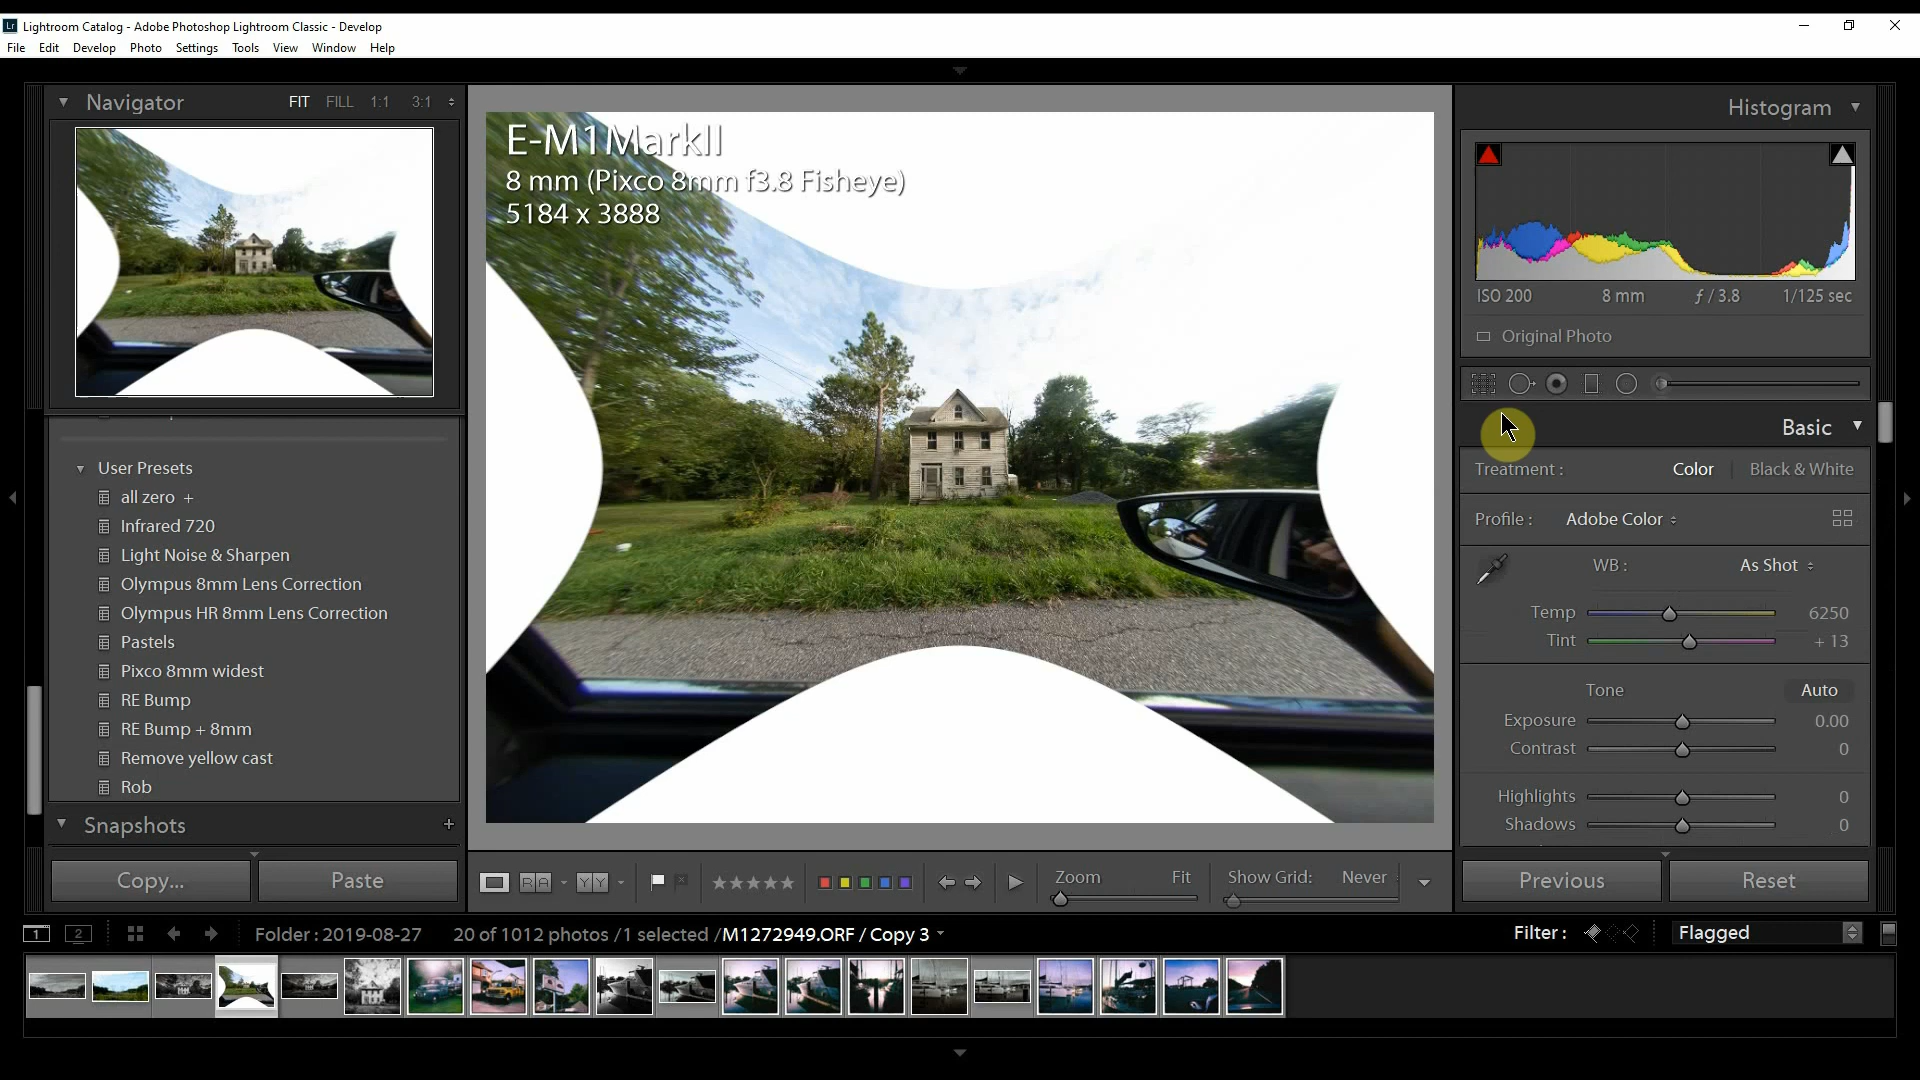 Lightroom Catalog - Adobe Photoshop Lightroom Classic - Develop
File Edit Develop Photo Settings Tools View Window Help
Navigator FIT FILL 1:1 3:1
User Presets
all zero +
Infrared 720
Light Noise & Sharpen
Olympus 8mm Lens Correction
Olympus HR 8mm Lens Correction
Pastels
Pixco 8mm widest
RE Bump
RE Bump + 8mm
Remove yellow cast
Rob
Snapshots +
Copy... Paste
E-M1MarkII
8 mm (Pixco 8mm f3.8 Fisheye)
5184 x 3888
Zoom Fit Show Grid: Never
Histogram
ISO 200 8 mm f / 3.8 1/125 sec
Original Photo
Basic
Treatment : Color Black & White
Profile : Adobe Color
WB : As Shot
Temp 6250
Tint + 13
Tone Auto
Exposure 0.00
Contrast 0
Highlights 0
Shadows 0
Previous Reset
1 2 Folder : 2019-08-27 20 of 1012 photos / 1 selected / M1272949.ORF / Copy 3 Filter : Flagged